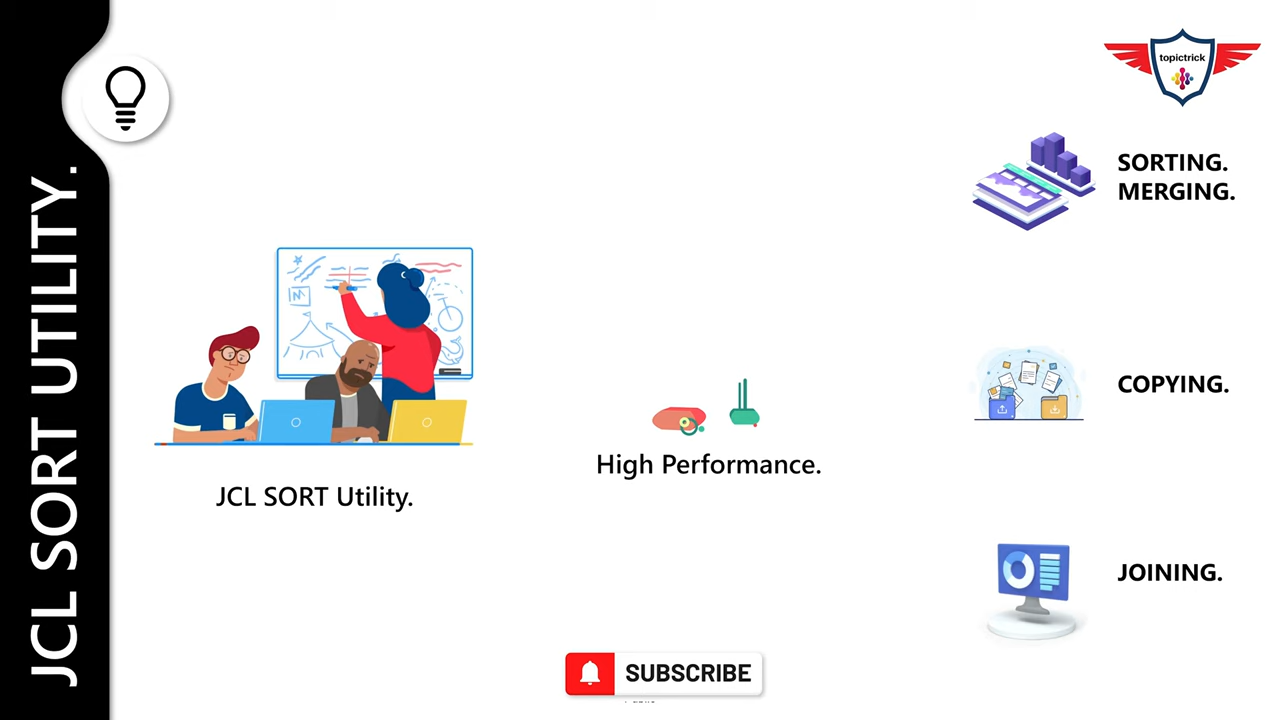 JCL SORT UTILITY.
topictrick
SORTING.
MERGING.
COPYING.
High Performance.
JCL SORT Utility.
JOINING.
SUBSCRIBE